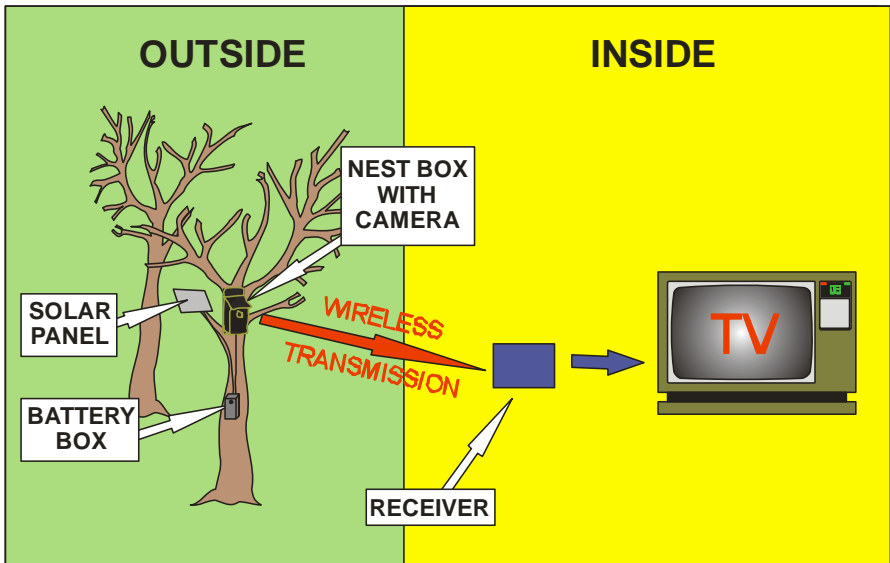 OUTSIDE
INSIDE
NEST BOX
WITH
CAMERA
SOLAR
PANEL
WIRELESS
TRANSMISSION
TV
BATTERY
BOX
RECEIVER